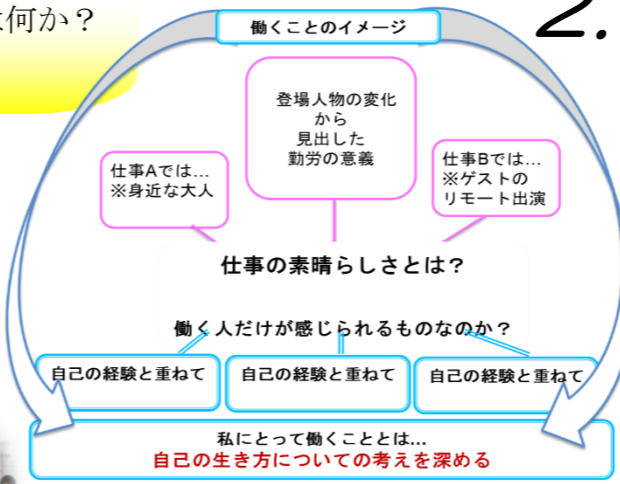 何か?
2.
働くことのイメージ
登場人物の変化
から
見出した
勤労の意義
仕事Aでは…
※身近な大人
仕事Bでは…
※ゲストの
リモート出演
仕事の素晴らしさとは?
働く人だけが感じられるものなのか?
自己の経験と重ねて
自己の経験と重ねて
自己の経験と重ねて
私にとって働くこととは…
自己の生き方についての考えを深める